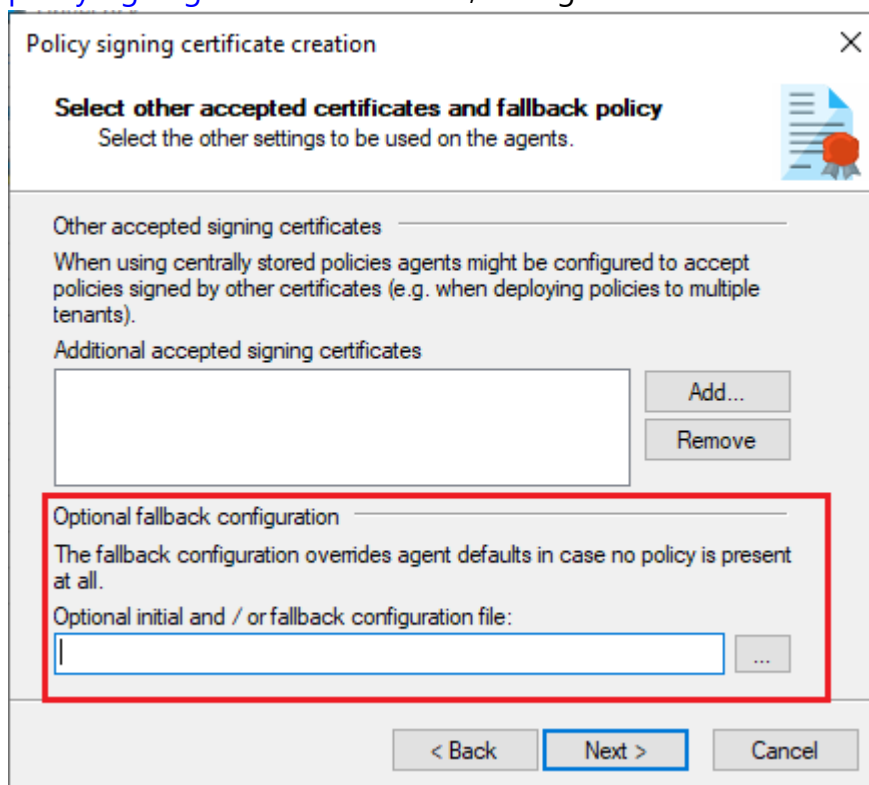 Policy signing certificate creation
Select other accepted certificates and fallback policy
Select the other settings to be used on the agents.
Other accepted signing certificates
When using centrally stored policies agents might be configured to accept
policies signed by other certificates (e.g. when deploying policies to multiple
tenants).
Additional accepted signing certificates
Add...
Remove
Optional fallback configuration
The fallback configuration overrides agent defaults in case no policy is present
at all.
Optional initial and / or fallback configuration file:
...
< Back
Next >
Cancel